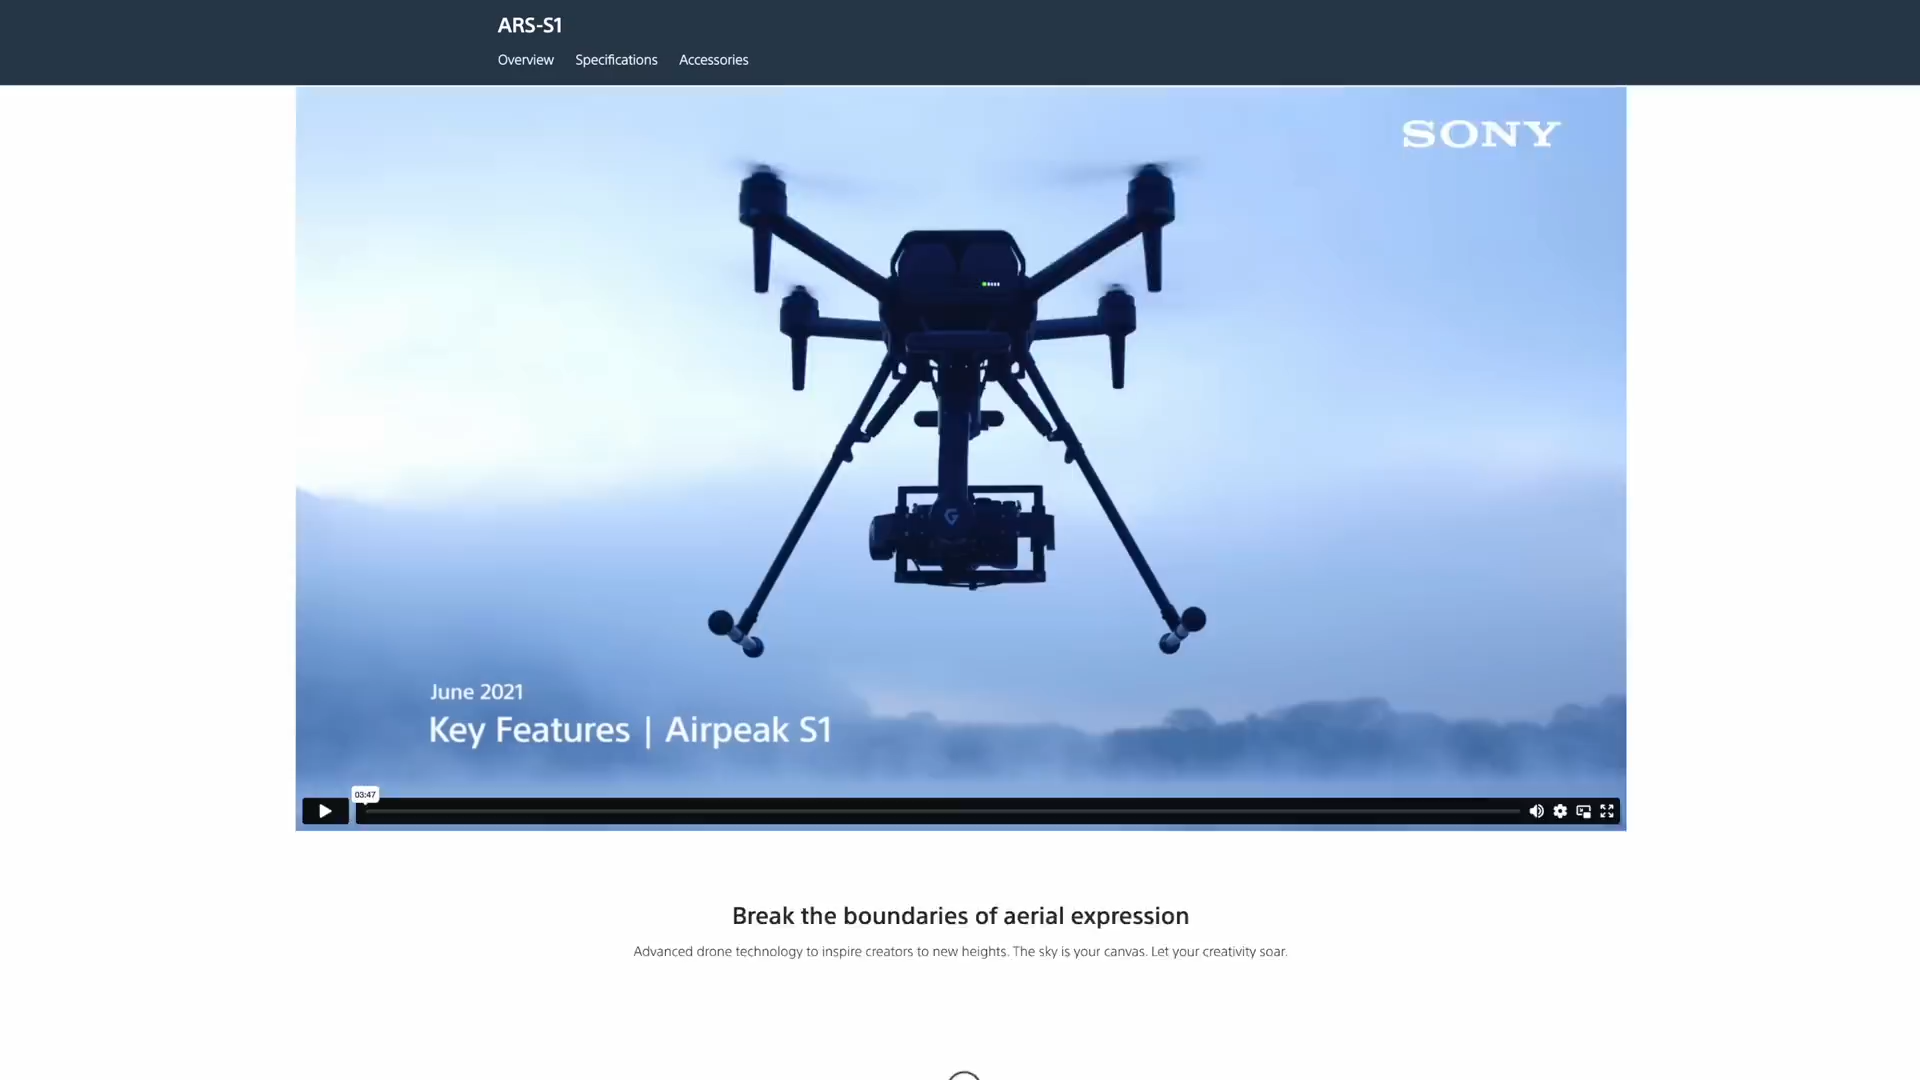 ARS-S1
Overview Specifications Accessories
SONY
June 2021
Key Features | Airpeak S1
03:47
Break the boundaries of aerial expression
Advanced drone technology to inspire creators to new heights. The sky is your canvas. Let your creativity soar.